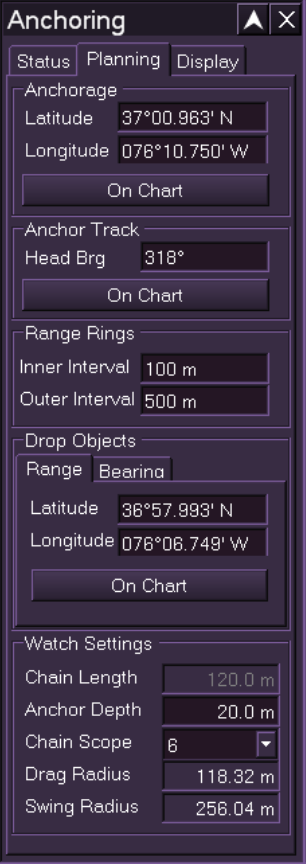 Anchoring
Status Planning Display
Anchorage
Latitude 37°00.963' N
Longitude 076°10.750' W
On Chart
Anchor Track
Head Brg 318°
On Chart
Range Rings
Inner Interval 100 m
Outer Interval 500 m
Drop Objects
Range Bearing
Latitude 36°57.993' N
Longitude 076°06.749' W
On Chart
Watch Settings
Chain Length 120.0 m
Anchor Depth 20.0 m
Chain Scope 6
Drag Radius 118.32 m
Swing Radius 256.04 m